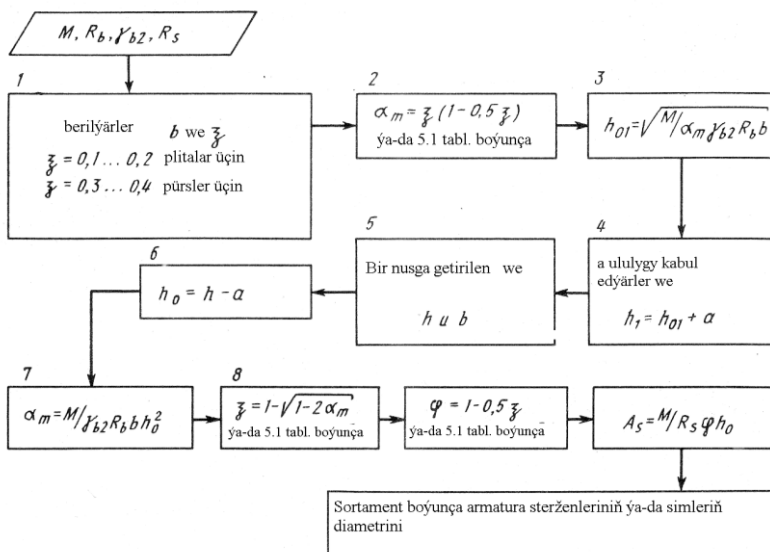 M, R_b, γ_b2, R_s
1
berilýärler b we ξ
ξ = 0,1 ... 0,2 plitalar üçin
ξ = 0,3 ... 0,4 pürsler üçin
2
α_m = ξ (1 - 0,5 ξ)
ýa-da 5.1 tabl. boýunça
3
h_01 = √M/α_m γ_b2 R_b b
4
a ululygy kabul
edýärler we
h_1 = h_01 + a
5
Bir nusga getirilen we
h u b
6
h_0 = h - a
7
α_m = M/γ_b2 R_b b h_0^2
8
ξ = 1 - √1 - 2 α_m
ýa-da 5.1 tabl. boýunça
φ = 1 - 0,5 ξ
ýa-da 5.1 tabl. boýunça
A_s = M/R_s φ h_0
Sortament boýunça armatura sterženleriniň ýa-da simleriň
diametrini